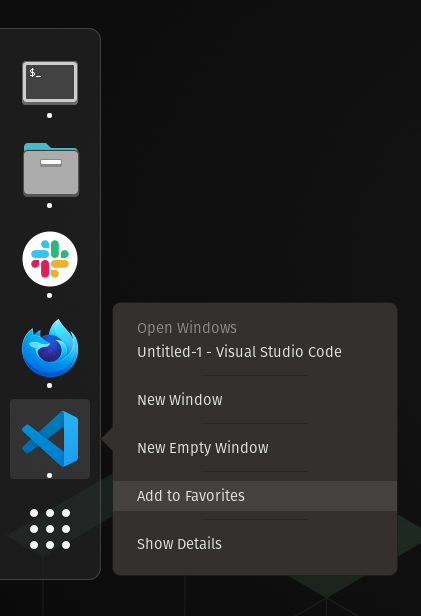 $_
Open Windows
Untitled-1 - Visual Studio Code
New Window
New Empty Window
Add to Favorites
Show Details